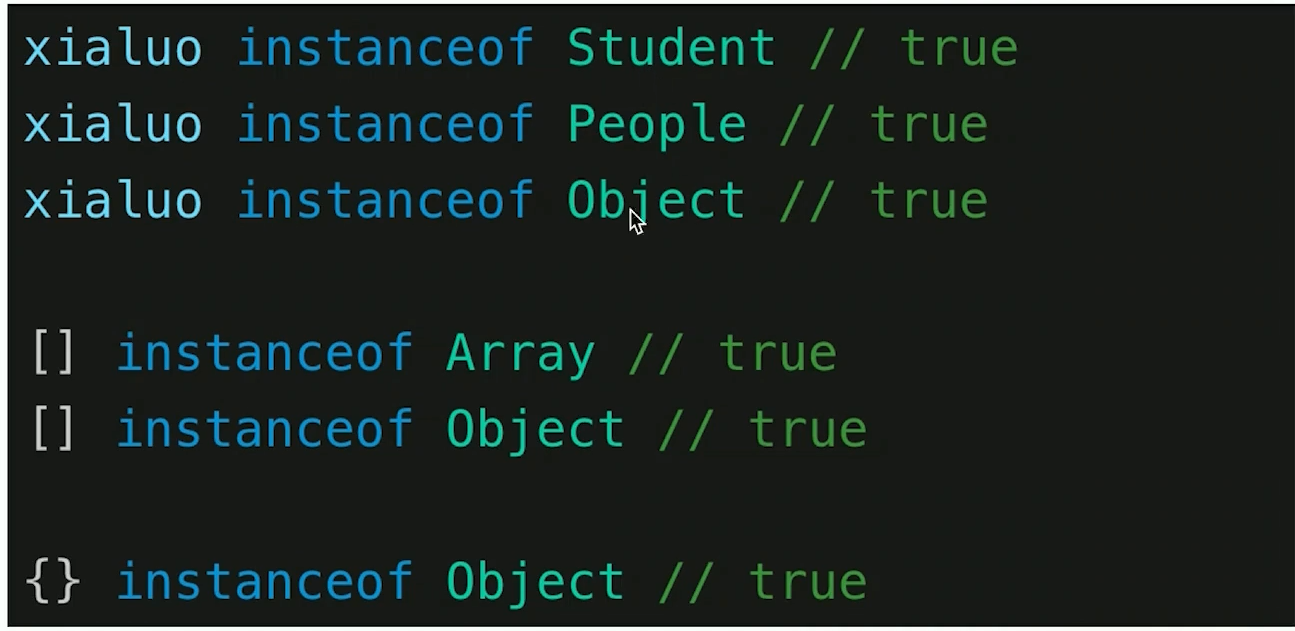 xialuo instanceof Student // true
xialuo instanceof People // true
xialuo instanceof Object // true
[] instanceof Array // true
[] instanceof Object // true
{} instanceof Object // true